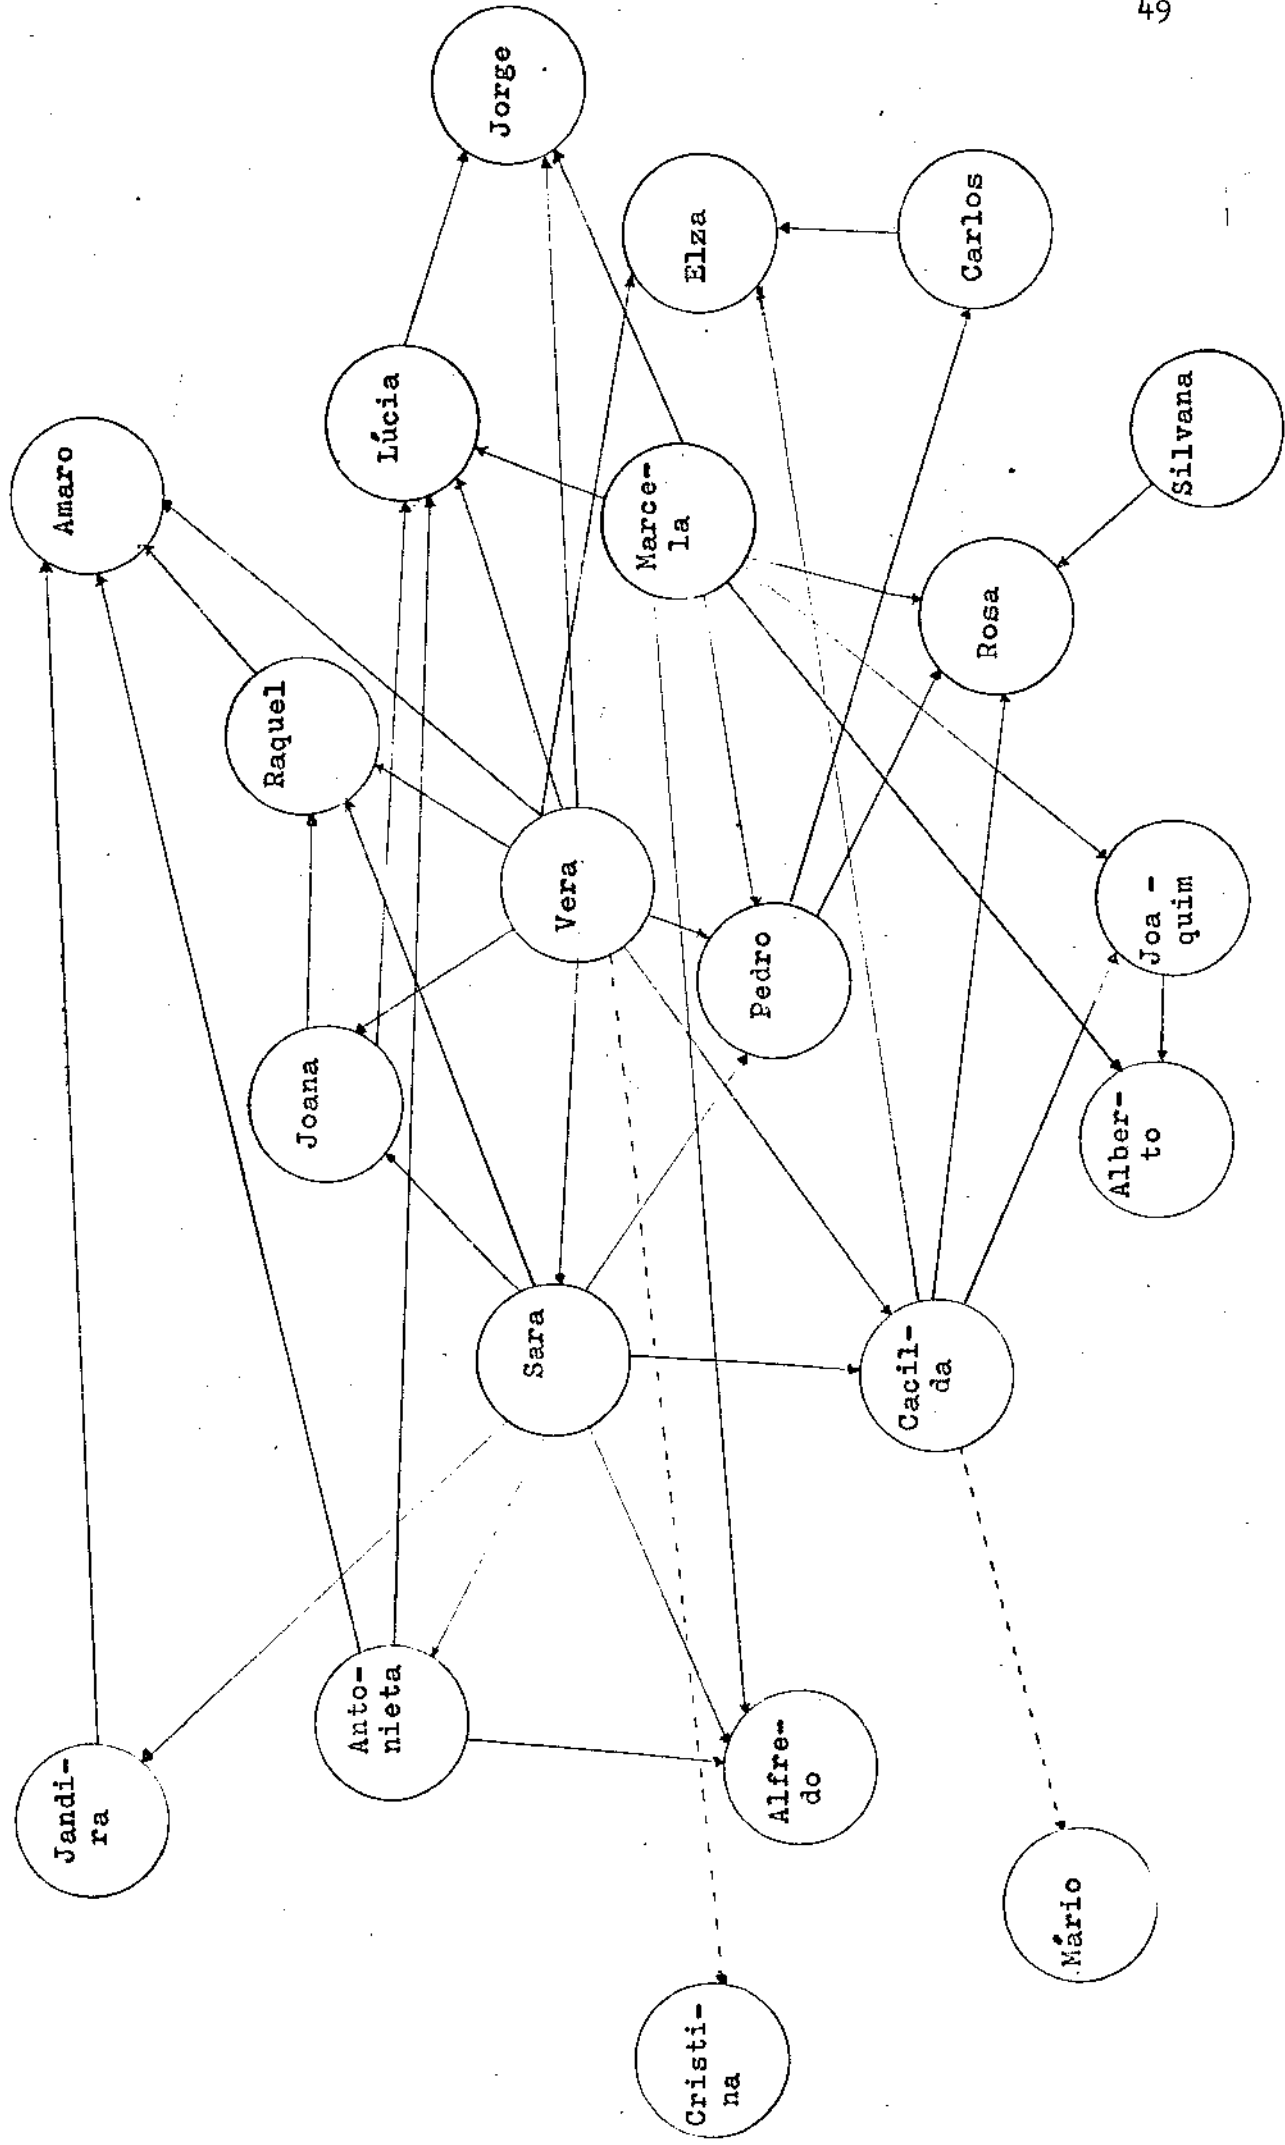 49
Jandi-
ra
Amaro
Raquel
Joana
Anto-
nieta
Lúcia
Jorge
Sara
Vera
Marce-
la
Cristi-
na
Elza
Pedro
Alfre-
do
Cacil-
da
Carlos
Rosa
Mário
Alber-
to
Joa -
quim
Silvana